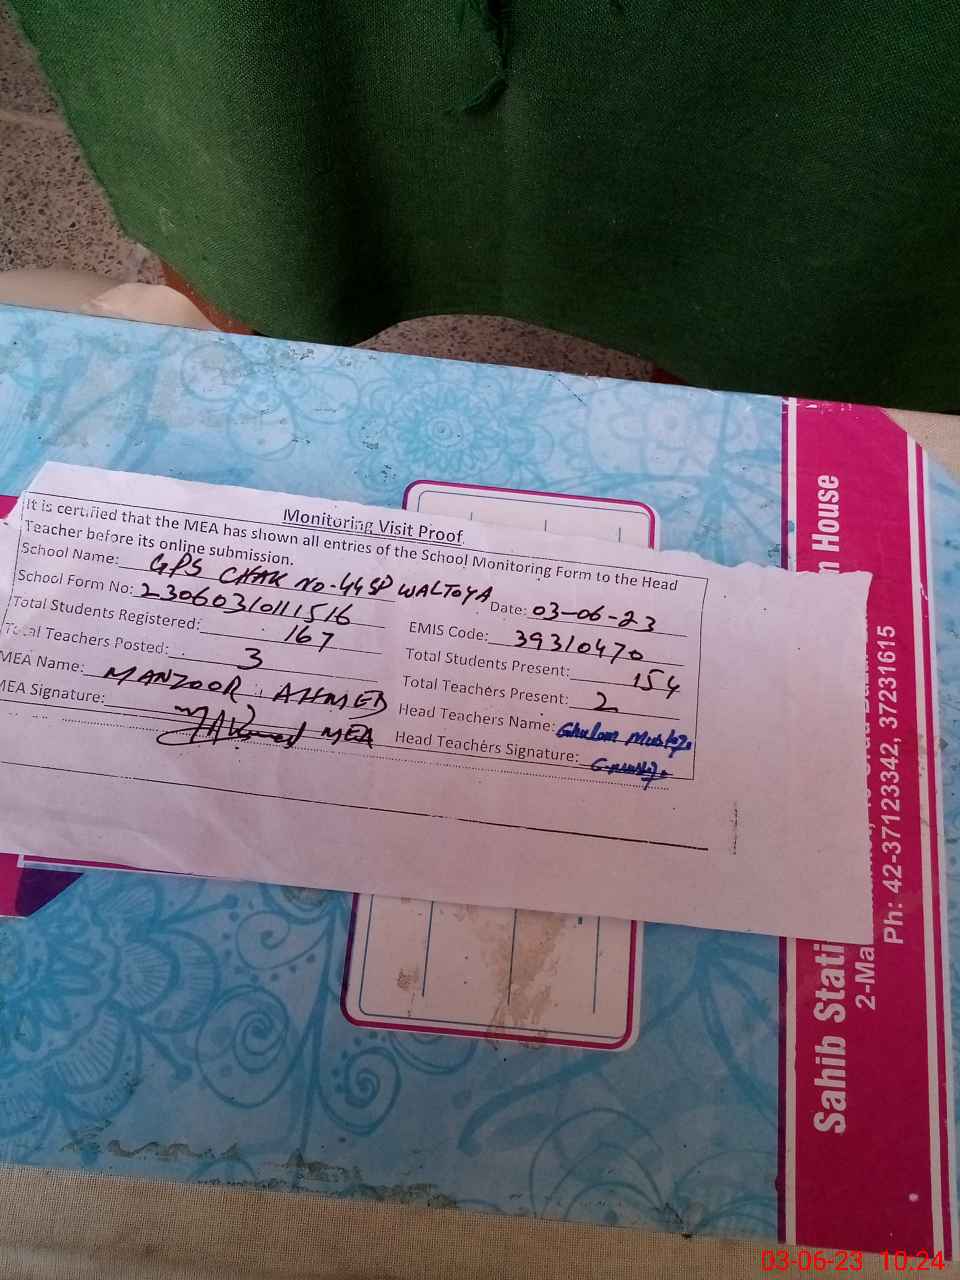 Monitoring Visit Proof
It is certified that the MEA has shown all entries of the School Monitoring Form to the Head
Teacher before its online submission.
School Name: GPS CHAK NO-44SP WALTOYA
Date: 03-06-23
School Form No: 2306031011516
EMIS Code: 39310470
Total Students Registered: 167
Total Students Present: 154
Total Teachers Posted: 3
Total Teachers Present: 2
MEA Name: MANZOOR AHMED
Head Teachers Name: Ghulam Mustafa
MEA Signature: MAhmed MEA
Head Teachers Signature:
House
Sahib Stati
2-Ma
Ph: 42-37123342, 37231615
03-06-23 10:24